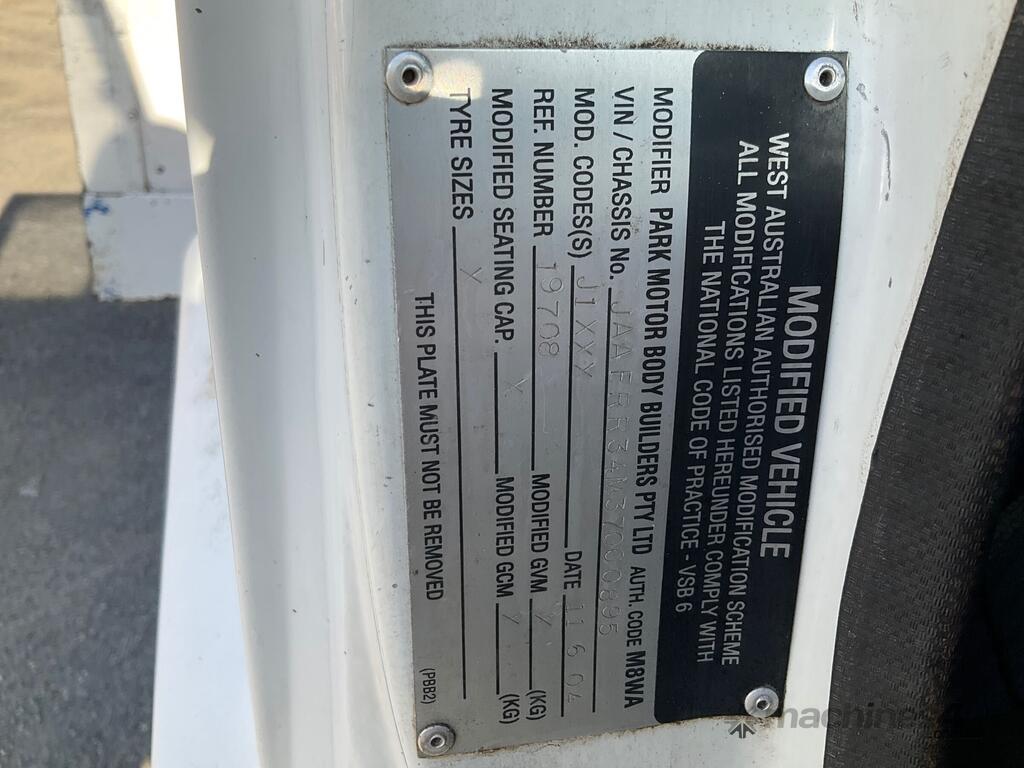 MODIFIED VEHICLE
WEST AUSTRALIAN AUTHORISED MODIFICATION SCHEME
ALL MODIFICATIONS LISTED HEREUNDER COMPLY WITH
THE NATIONAL CODE OF PRACTICE - VSB 6
MODIFIER PARK MOTOR BODY BUILDERS PTY LTD AUTH. CODE M8WA
VIN / CHASSIS No. JAAFRR34M37000895
MOD. CODES(S) J1XXY DATE 11 6 04
REF. NUMBER 19708 MODIFIED GVM Y (KG)
MODIFIED SEATING CAP. X MODIFIED GCM Y (KG)
TYRE SIZES Y
THIS PLATE MUST NOT BE REMOVED (PBB2)